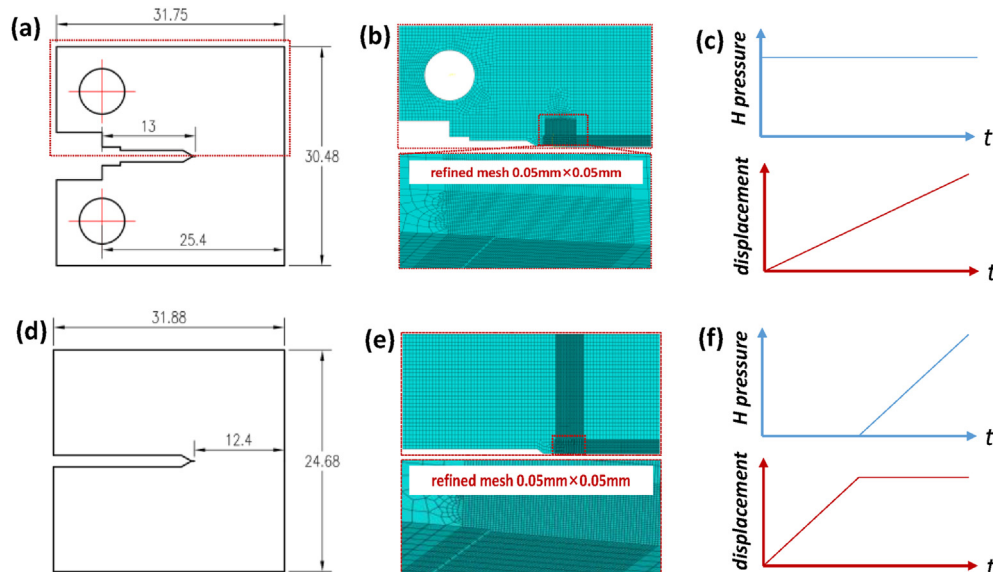 (a)
31.75
13
30.48
25.4
(b)
refined mesh 0.05mm×0.05mm
(c)
H pressure
t
displacement
t
(d)
31.88
12.4
24.68
(e)
refined mesh 0.05mm×0.05mm
(f)
H pressure
t
displacement
t